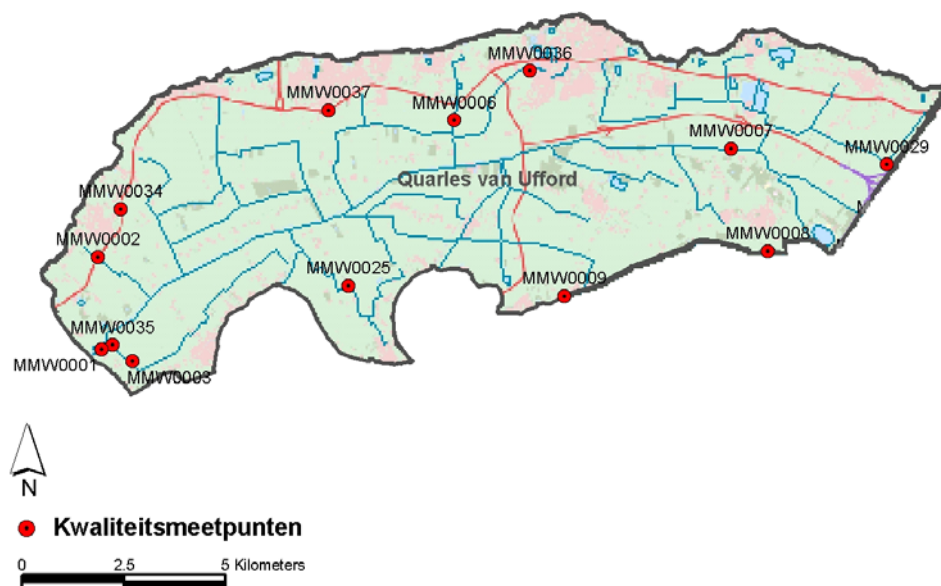 MMW0036
MMW0037
MMW0006
MMW0007
MMW0029
Quarles van Ufford
MMW0034
M
MMW0002
MMW0008
MMW0025
MMW0009
MMW0035
MMW0001
MMW0003
N
Kwaliteitsmeetpunten
0 2.5 5 Kilometers